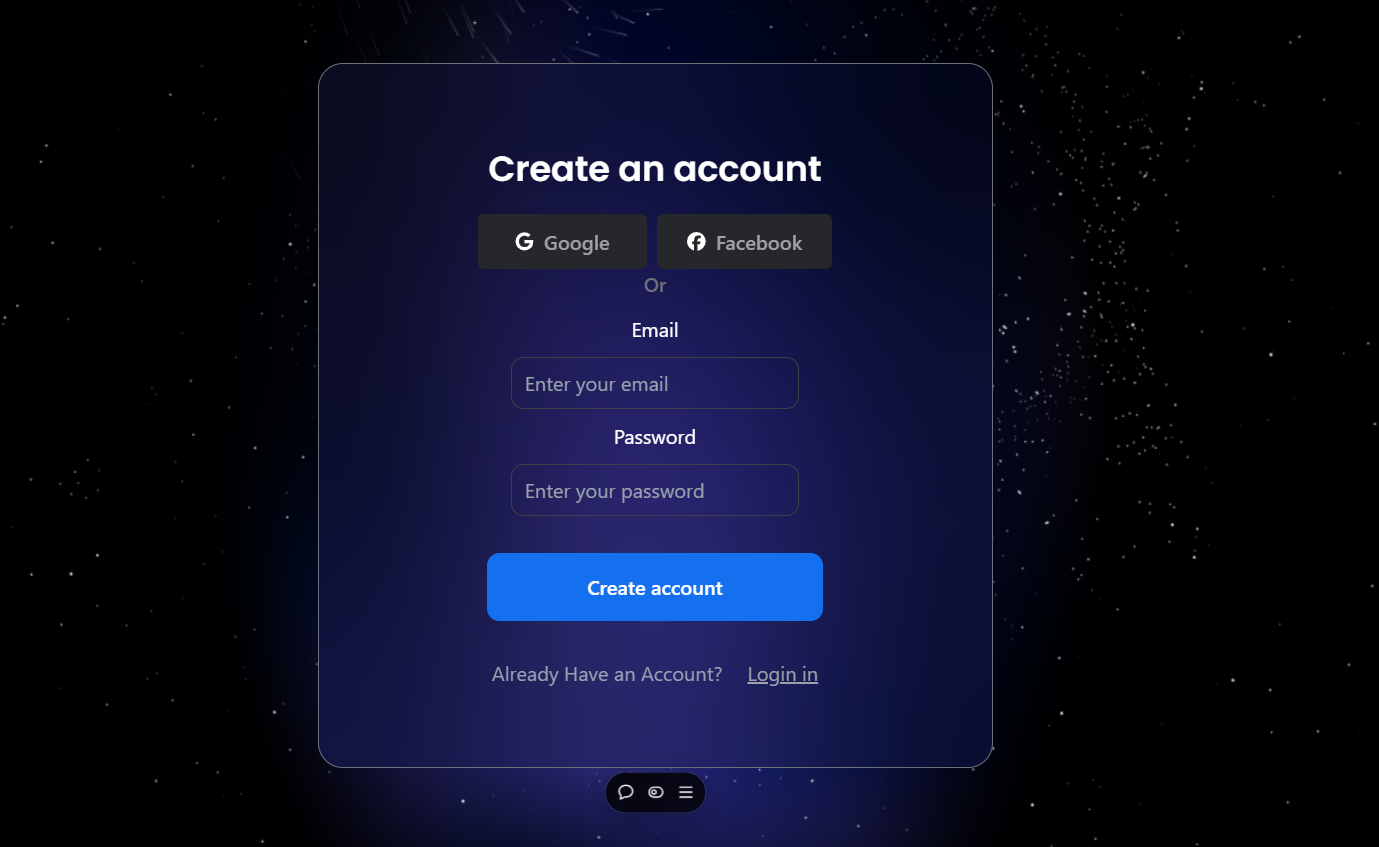 Create an account
Google Facebook
Or
Email
Enter your email
Password
Enter your password
Create account
Already Have an Account? Login in